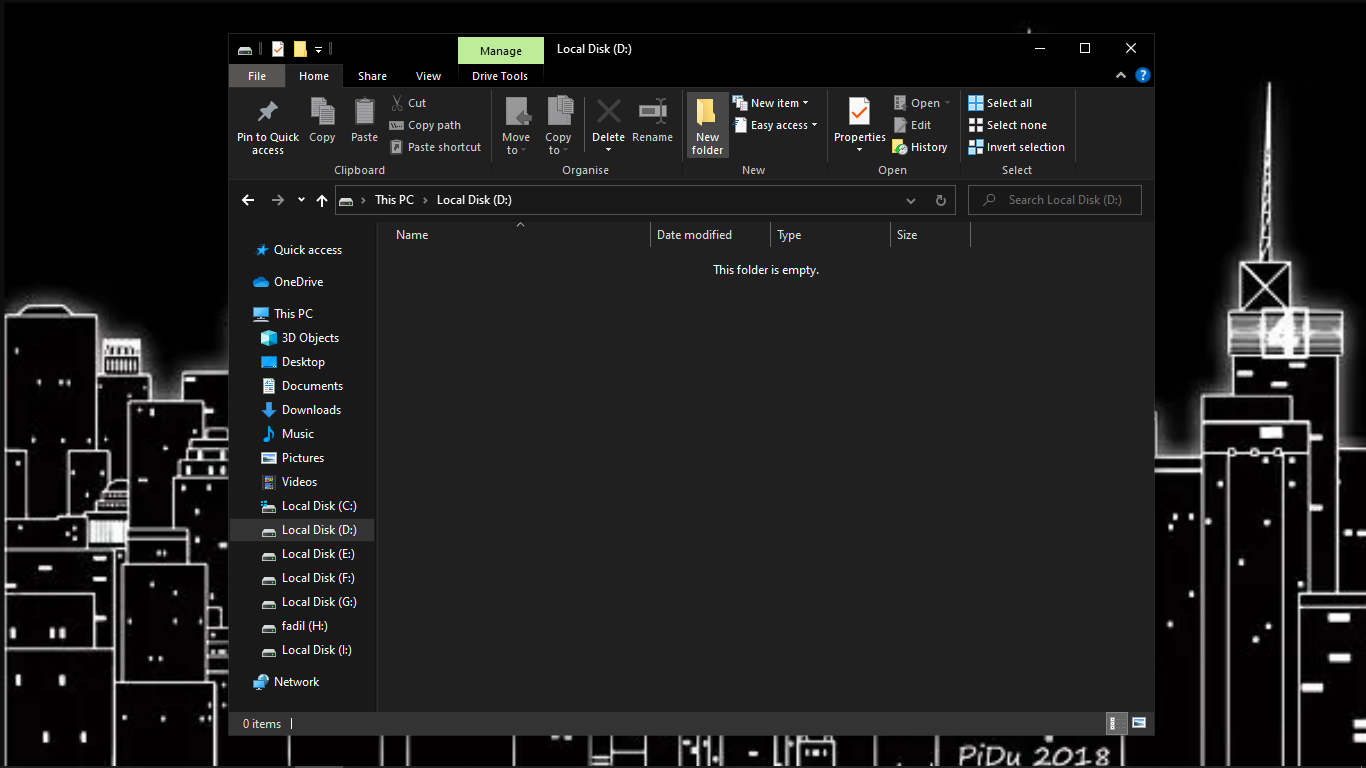 Manage
Local Disk (D:)
File
Home
Share
View
Drive Tools
?
Pin to Quick access
Copy
Paste
Cut
Copy path
Paste shortcut
Clipboard
Move to
Copy to
Delete
Rename
Organise
New folder
New item
Easy access
New
Properties
Open
Edit
History
Open
Select all
Select none
Invert selection
Select
This PC > Local Disk (D:)
Search Local Disk (D:)
Name
Date modified
Type
Size
This folder is empty.
Quick access
OneDrive
This PC
3D Objects
Desktop
Documents
Downloads
Music
Pictures
Videos
Local Disk (C:)
Local Disk (D:)
Local Disk (E:)
Local Disk (F:)
Local Disk (G:)
fadil (H:)
Local Disk (I:)
Network
0 items
4
PiDu 2018